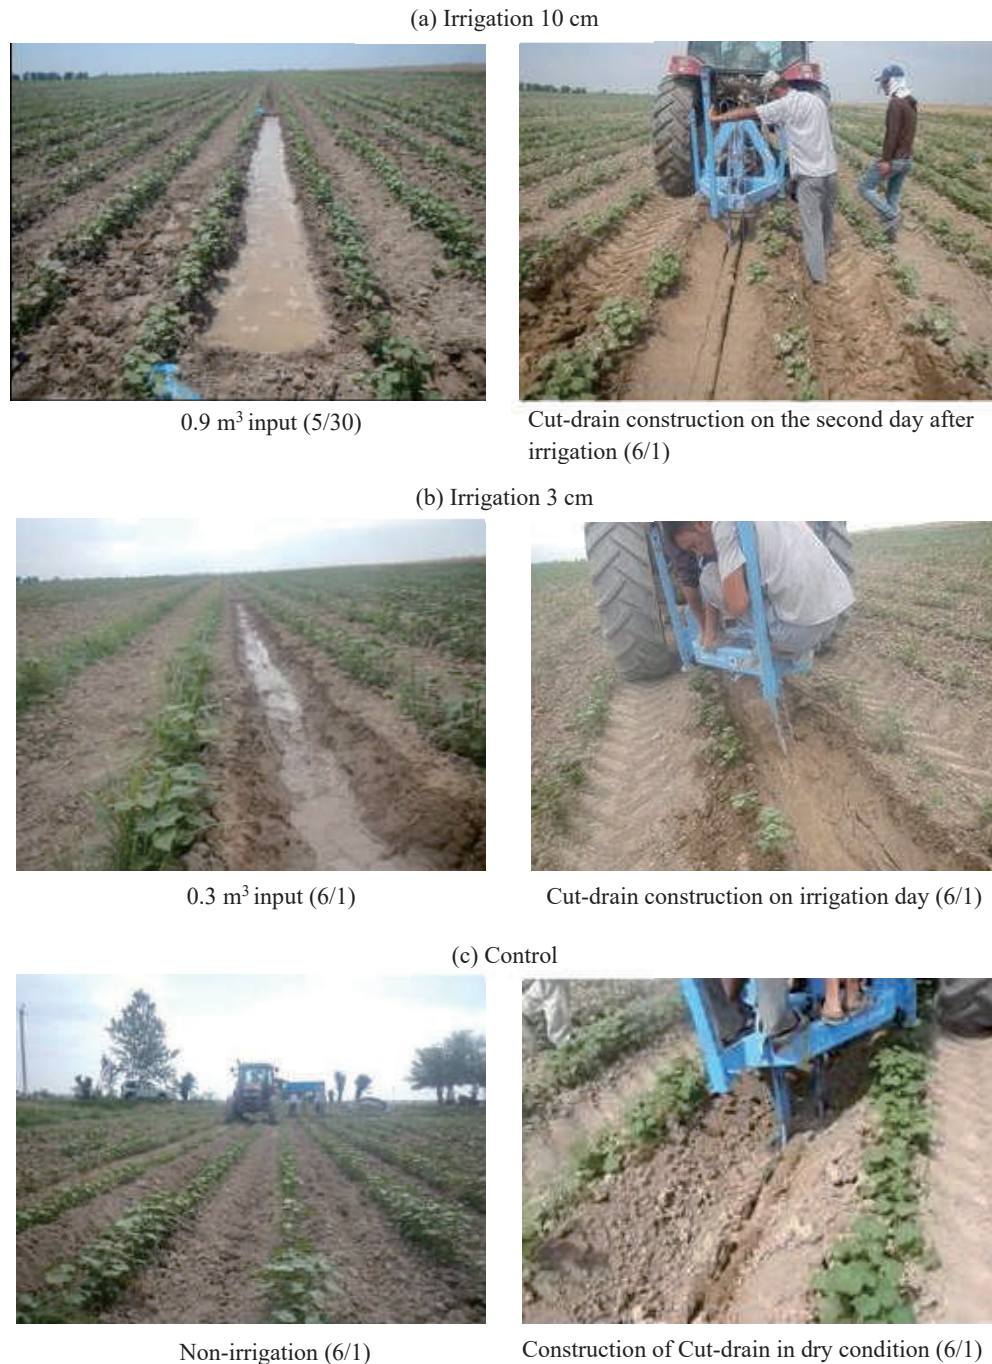 (a) Irrigation 10 cm
0.9 m³ input (5/30)
Cut-drain construction on the second day after
irrigation (6/1)
(b) Irrigation 3 cm
0.3 m³ input (6/1)
Cut-drain construction on irrigation day (6/1)
(c) Control
Non-irrigation (6/1)
Construction of Cut-drain in dry condition (6/1)